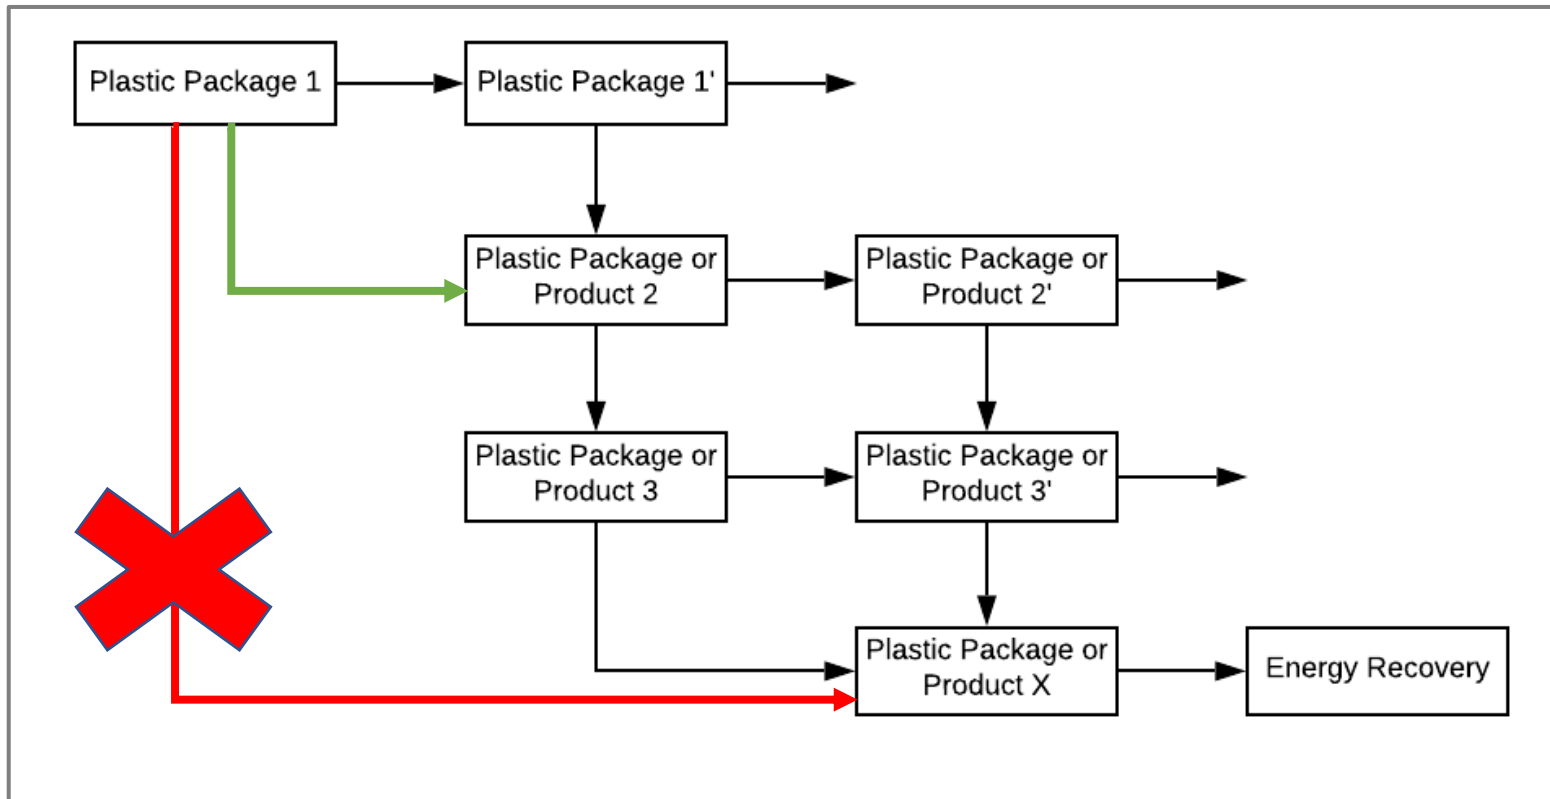 Plastic Package 1
Plastic Package 1'
Plastic Package or
Product 2
Plastic Package or
Product 2'
Plastic Package or
Product 3
Plastic Package or
Product 3'
Plastic Package or
Product X
Energy Recovery